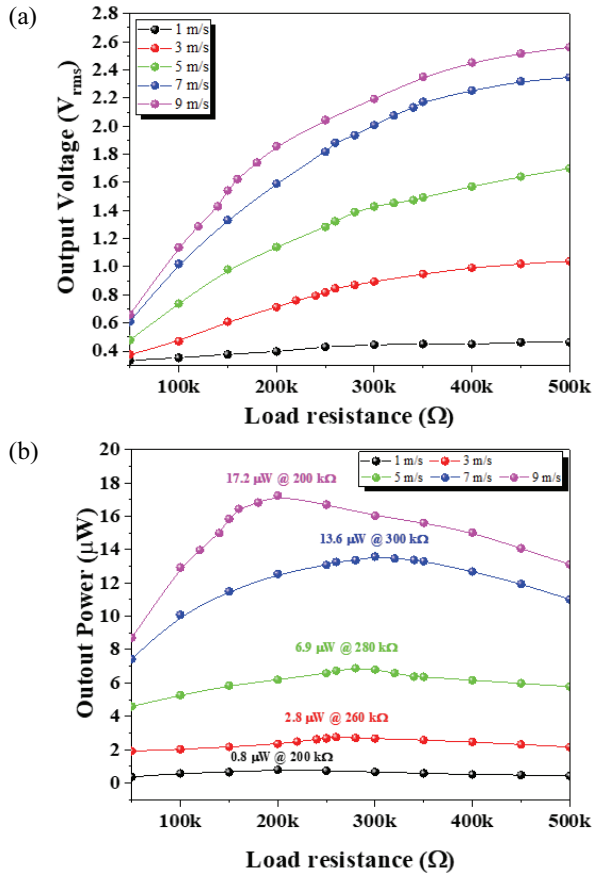 (a)
2.8
2.6
2.4
2.2
2.0
1.8
1.6
1.4
1.2
1.0
0.8
0.6
0.4
Output Voltage (Vrms)
1 m/s
3 m/s
5 m/s
7 m/s
9 m/s
100k 200k 300k 400k 500k
Load resistance (Ω)
(b)
20
18
16
14
12
10
8
6
4
2
0
Outout Power (μW)
1 m/s 3 m/s
5 m/s 7 m/s 9 m/s
17.2 μW @ 200 kΩ
13.6 μW @ 300 kΩ
6.9 μW @ 280 kΩ
2.8 μW @ 260 kΩ
0.8 μW @ 200 kΩ
100k 200k 300k 400k 500k
Load resistance (Ω)